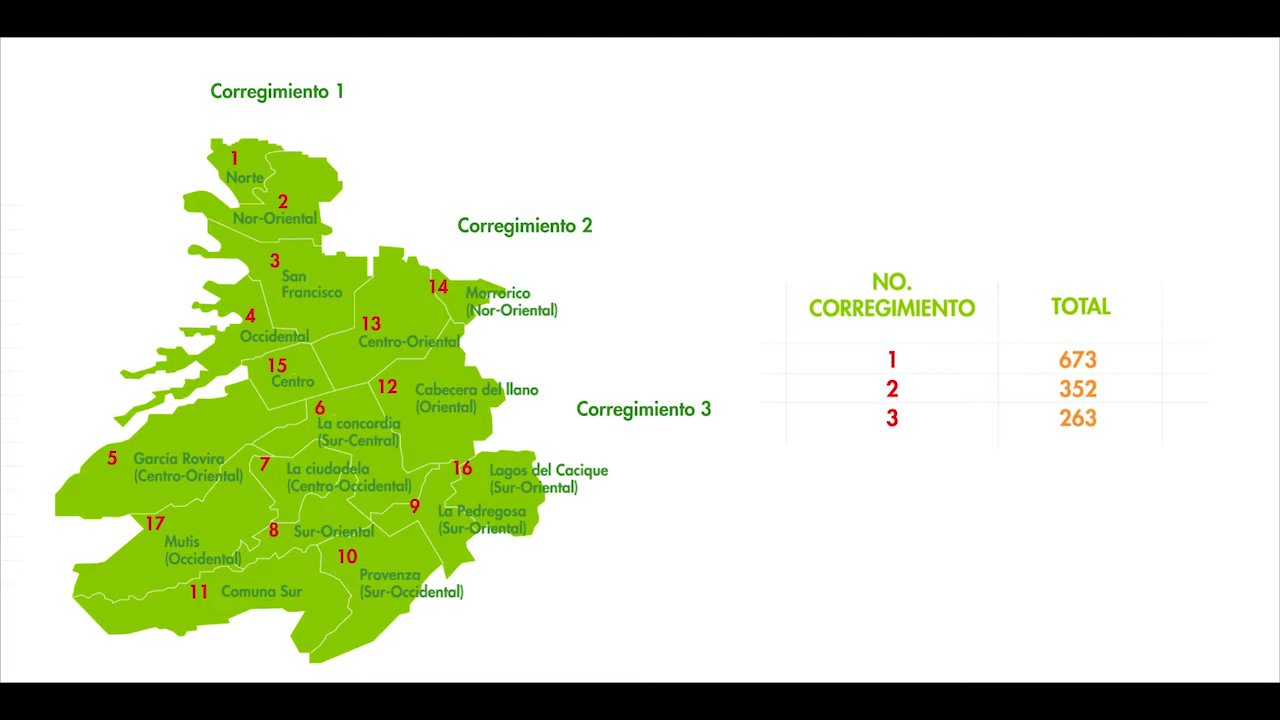 Corregimiento 1
1
Norte
2
Nor-Oriental
Corregimiento 2
3
San
Francisco
14
Morrorico
(Nor-Oriental)
4
Occidental
13
Centro-Oriental
15
Centro
12
Cabecera del llano
(Oriental)
Corregimiento 3
6
La concordia
(Sur-Central)
5
García Rovira
(Centro-Oriental)
7
La ciudadela
(Centro-Occidental)
16
Lagos del Cacique
(Sur-Oriental)
9
La Pedregosa
(Sur-Oriental)
17
Mutis
(Occidental)
8
Sur-Oriental
10
Provenza
(Sur-Occidental)
11
Comuna Sur
NO.
CORREGIMIENTO
TOTAL
1 673
2 352
3 263